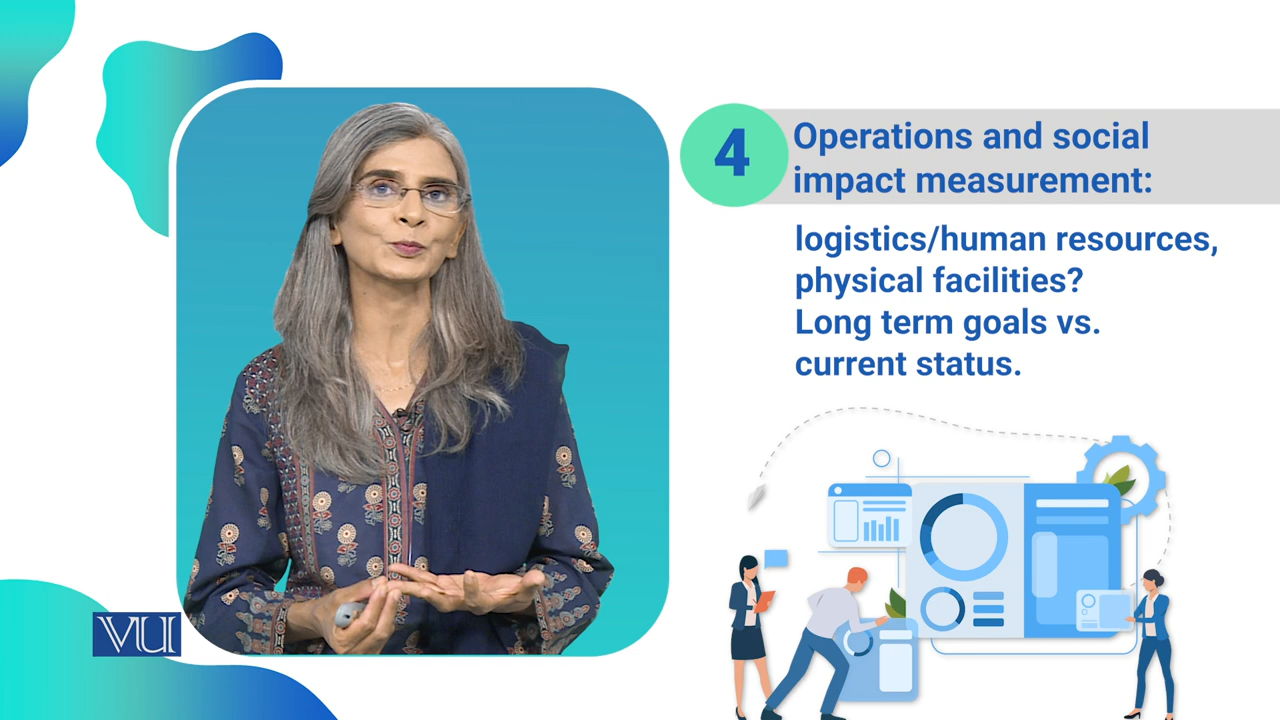 4
Operations and social
impact measurement:
logistics/human resources,
physical facilities?
Long term goals vs.
current status.
VU